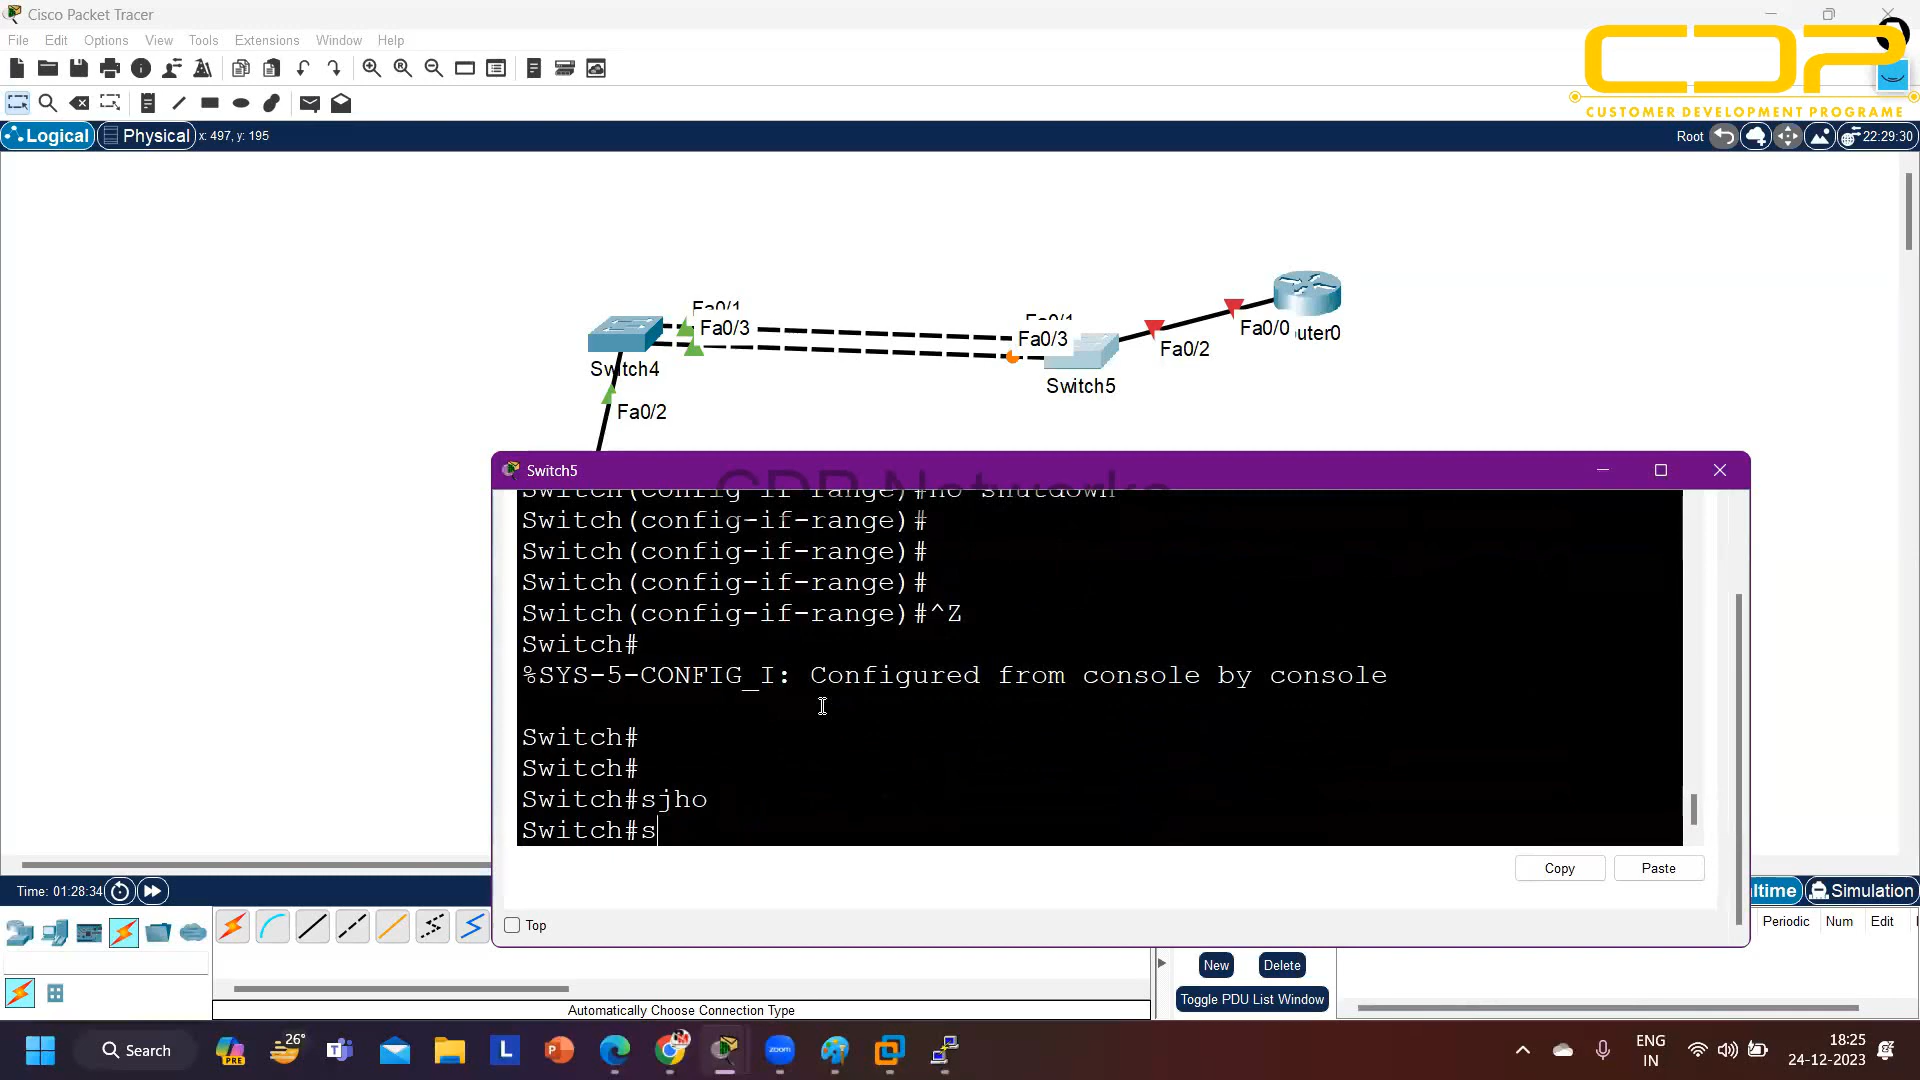 Cisco Packet Tracer
File Edit Options View Tools Extensions Window Help
CDP
CUSTOMER DEVELOPMENT PROGRAME
Logical Physical x: 497, y: 195
Root 22:29:30
Fa0/1
Fa0/3
Switch4
Fa0/2
Fa0/1
Fa0/3
Switch5
Fa0/2
Fa0/0
uter0
Switch5
CDP Networks
Switch(config-if-range)#no shutdown
Switch(config-if-range)#
Switch(config-if-range)#
Switch(config-if-range)#
Switch(config-if-range)#^Z
Switch#
%SYS-5-CONFIG_I: Configured from console by console
Switch#
Switch#
Switch#sjho
Switch#s
Copy Paste
Top
Time: 01:28:34
ltime Simulation
Periodic Num Edit
New Delete
Toggle PDU List Window
Automatically Choose Connection Type
PRE
26°
Search
L
zoom
ENG
IN
18:25
24-12-2023